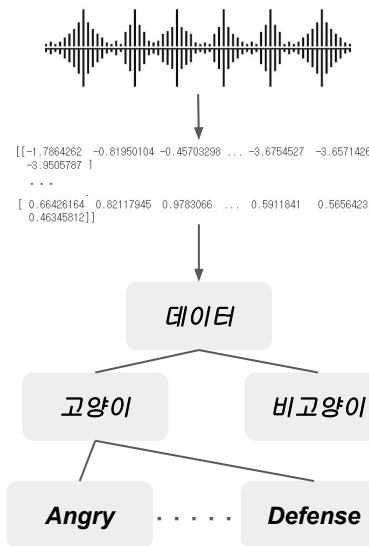 [[-1.7864262 -0.81950104 -0.45703298 ... -3.6754527 -3.6571426
-3.9505787 ]
...
[ 0.66426164 0.82117945 0.9783066 ... 0.5911841 0.5656423
0.46345812]]
데이터
고양이 비고양이
Angry ..... Defense